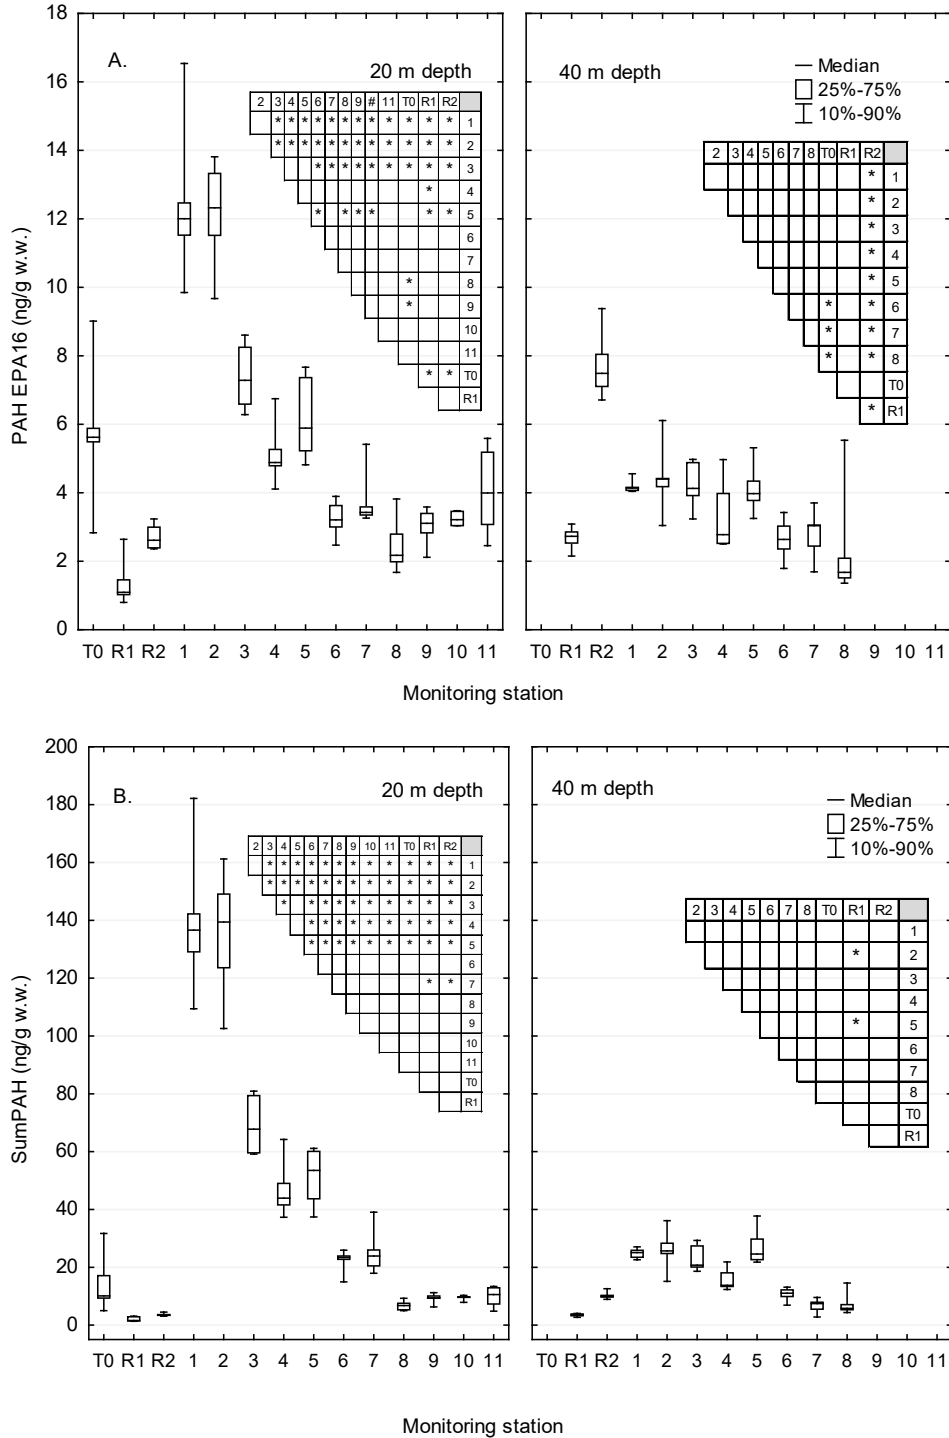 A.
20 m depth
2 3 4 5 6 7 8 9 # 11 T0 R1 R2
* * * * * * * * * * * * 1
* * * * * * * * * * * * 2
* * * * * * * * * 3
* 4
* * * * * * 5
6
7
* 8
* 9
10
11
* * T0
R1
40 m depth
Median
25%-75%
10%-90%
2 3 4 5 6 7 8 T0 R1 R2
* 1
* 2
* 3
* 4
* 5
* * 6
* * 7
* * 8
T0
* R1
PAH EPA16 (ng/g w.w.)
18
16
14
12
10
8
6
4
2
0
T0 R1 R2 1 2 3 4 5 6 7 8 9 10 11
T0 R1 R2 1 2 3 4 5 6 7 8 9 10 11
Monitoring station
B.
20 m depth
2 3 4 5 6 7 8 9 10 11 T0 R1 R2
* * * * * * * * * * * * 1
* * * * * * * * * * * * 2
* * * * * * * * * * 3
* * * * * * * * * 4
* * * * * * * * * 5
6
* * 7
8
9
10
11
T0
R1
40 m depth
Median
25%-75%
10%-90%
2 3 4 5 6 7 8 T0 R1 R2
1
* 2
3
4
* 5
6
7
8
T0
R1
SumPAH (ng/g w.w.)
200
180
160
140
120
100
80
60
40
20
0
T0 R1 R2 1 2 3 4 5 6 7 8 9 10 11
T0 R1 R2 1 2 3 4 5 6 7 8 9 10 11
Monitoring station